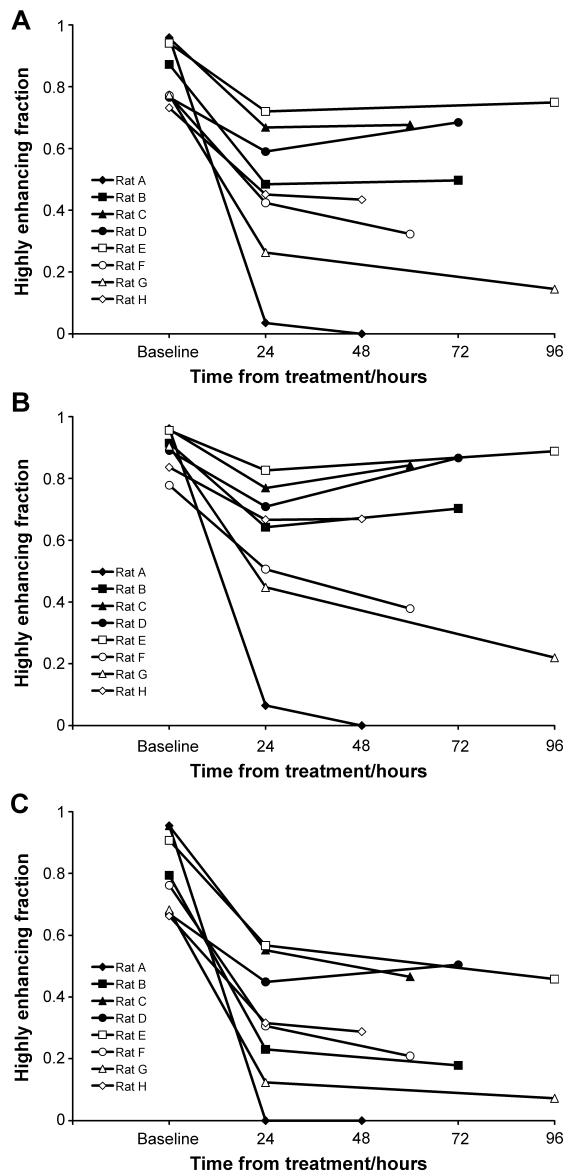 A
Highly enhancing fraction
1
0.8
0.6
0.4
0.2
0
Rat A
Rat B
Rat C
Rat D
Rat E
Rat F
Rat G
Rat H
Baseline 24 48 72 96
Time from treatment/hours
B
Highly enhancing fraction
1
0.8
0.6
0.4
0.2
0
Rat A
Rat B
Rat C
Rat D
Rat E
Rat F
Rat G
Rat H
Baseline 24 48 72 96
Time from treatment/hours
C
Highly enhancing fraction
1
0.8
0.6
0.4
0.2
0
Rat A
Rat B
Rat C
Rat D
Rat E
Rat F
Rat G
Rat H
Baseline 24 48 72 96
Time from treatment/hours